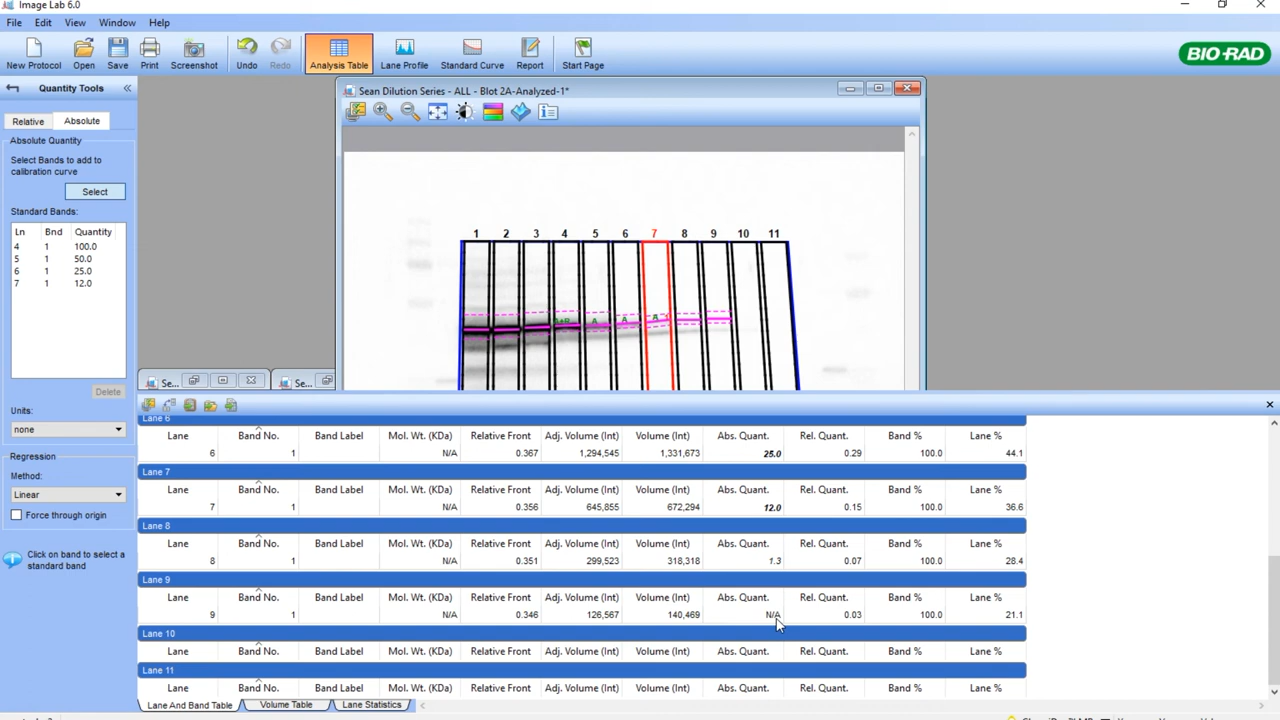 Image Lab 6.0
File Edit View Window Help
New Protocol Open Save Print Screenshot Undo Redo Analysis Table Lane Profile Standard Curve Report Start Page
BIO-RAD
Quantity Tools
Relative Absolute
Absolute Quantity
Select Bands to add to
calibration curve
Select
Standard Bands:
Ln Bnd Quantity
4 1 100.0
5 1 50.0
6 1 25.0
7 1 12.0
Delete
Units:
none
Regression
Method:
Linear
Force through origin
Click on band to select a
standard band
Sean Dilution Series - ALL - Blot 2A-Analyzed-1*
1 2 3 4 5 6 7 8 9 10 11
A+R A A A
Se... Se...
Lane 6
Lane Band No. Band Label Mol. Wt. (KDa) Relative Front Adj. Volume (Int) Volume (Int) Abs. Quant. Rel. Quant. Band % Lane %
6 1 N/A 0.367 1,294,545 1,331,673 25.0 0.29 100.0 44.1
Lane 7
Lane Band No. Band Label Mol. Wt. (KDa) Relative Front Adj. Volume (Int) Volume (Int) Abs. Quant. Rel. Quant. Band % Lane %
7 1 N/A 0.356 645,855 672,294 12.0 0.15 100.0 36.6
Lane 8
Lane Band No. Band Label Mol. Wt. (KDa) Relative Front Adj. Volume (Int) Volume (Int) Abs. Quant. Rel. Quant. Band % Lane %
8 1 N/A 0.351 299,523 318,318 1.3 0.07 100.0 28.4
Lane 9
Lane Band No. Band Label Mol. Wt. (KDa) Relative Front Adj. Volume (Int) Volume (Int) Abs. Quant. Rel. Quant. Band % Lane %
9 1 N/A 0.346 126,567 140,469 N/A 0.03 100.0 21.1
Lane 10
Lane Band No. Band Label Mol. Wt. (KDa) Relative Front Adj. Volume (Int) Volume (Int) Abs. Quant. Rel. Quant. Band % Lane %
Lane 11
Lane Band No. Band Label Mol. Wt. (KDa) Relative Front Adj. Volume (Int) Volume (Int) Abs. Quant. Rel. Quant. Band % Lane %
Lane And Band Table Volume Table Lane Statistics